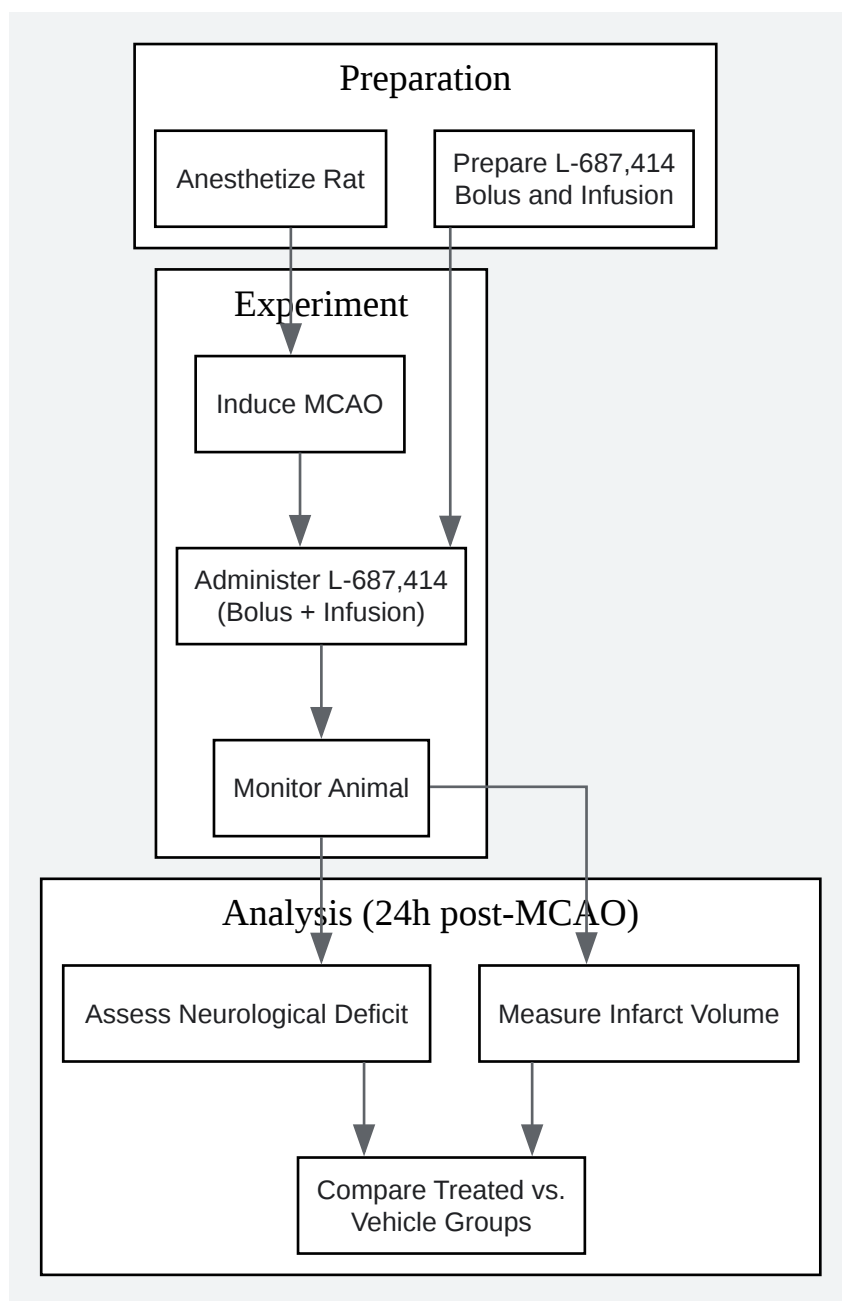 Preparation
Anesthetize Rat
Prepare L-687,414
Bolus and Infusion
Experiment
Induce MCAO
Administer L-687,414
(Bolus + Infusion)
Monitor Animal
Analysis (24h post-MCAO)
Assess Neurological Deficit
Measure Infarct Volume
Compare Treated vs.
Vehicle Groups